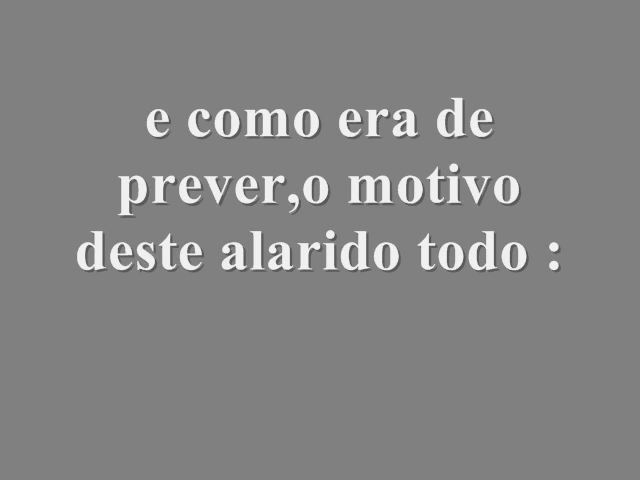 e como era de
prever,o motivo
deste alarido todo :